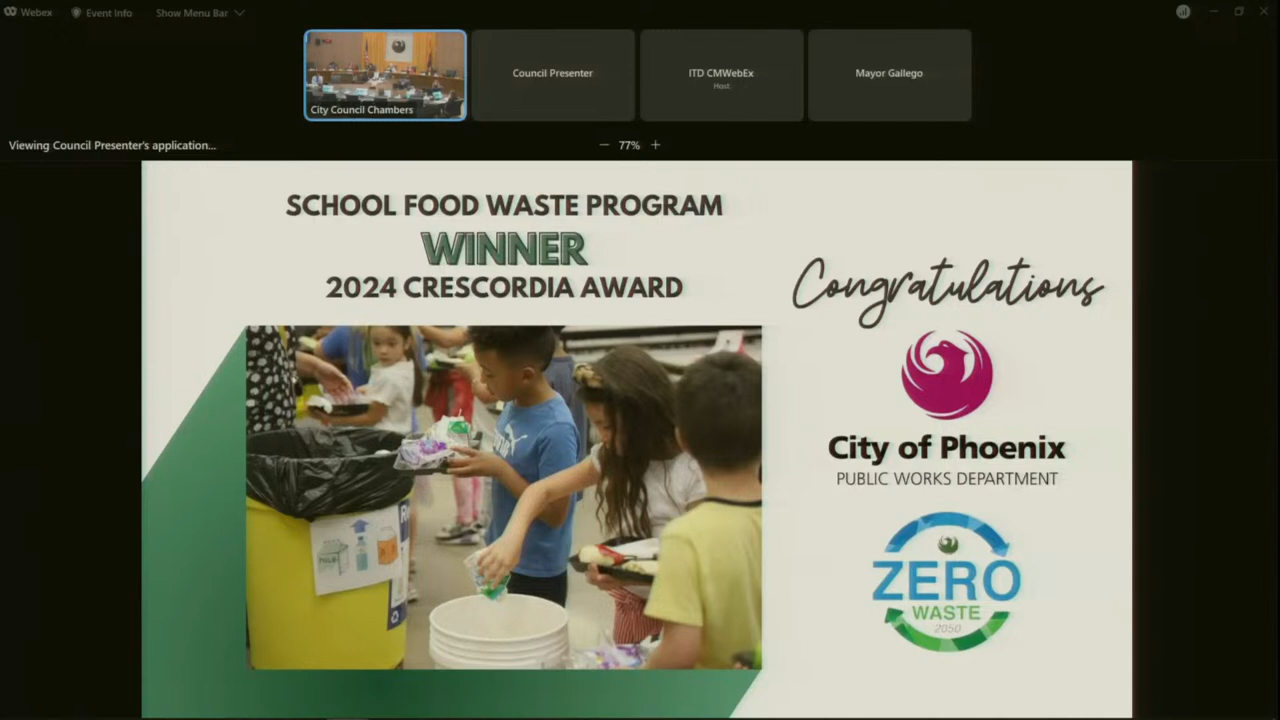 Webex
Event Info
Show Menu Bar
City Council Chambers
Council Presenter
ITD CMWebEx
Host
Mayor Gallego
Viewing Council Presenter's application...
77%
SCHOOL FOOD WASTE PROGRAM
WINNER
2024 CRESCORDIA AWARD
Congratulations
City of Phoenix
PUBLIC WORKS DEPARTMENT
ZERO
WASTE
2050